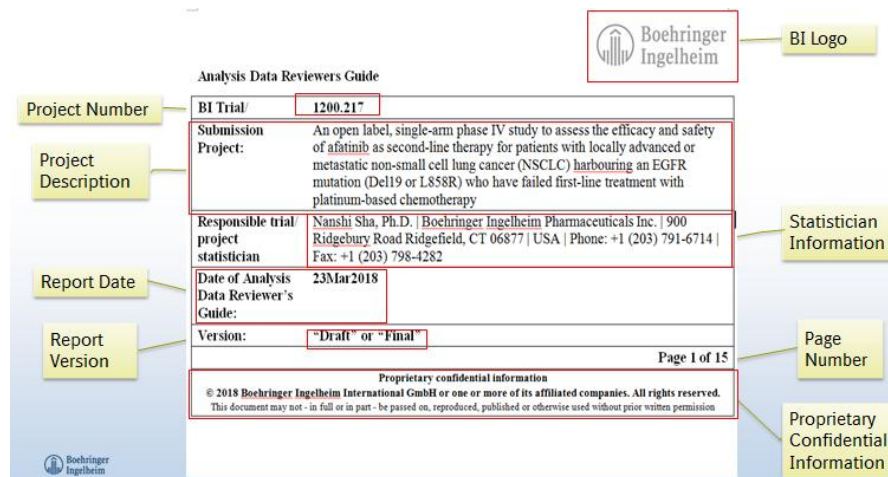 Boehringer
Ingelheim
BI Logo
Analysis Data Reviewers Guide
Project Number
BI Trial/ 1200.217
Project
Description
Submission
Project:
An open label, single-arm phase IV study to assess the efficacy and safety
of afatinib as second-line therapy for patients with locally advanced or
metastatic non-small cell lung cancer (NSCLC) harbouring an EGFR
mutation (Del19 or L858R) who have failed first-line treatment with
platinum-based chemotherapy
Responsible trial/
project
statistician
Nanshi Sha, Ph.D. | Boehringer Ingelheim Pharmaceuticals Inc. | 900
Ridgebury Road Ridgefield, CT 06877 | USA | Phone: +1 (203) 791-6714 |
Fax: +1 (203) 798-4282
Statistician
Information
Report Date
Date of Analysis
Data Reviewer's
Guide:
23Mar2018
Report
Version
Version: “Draft” or “Final”
Page 1 of 15
Page
Number
Proprietary confidential information
© 2018 Boehringer Ingelheim International GmbH or one or more of its affiliated companies. All rights reserved.
This document may not - in full or in part - be passed on, reproduced, published or otherwise used without prior written permission
Proprietary
Confidential
Information
Boehringer
Ingelheim